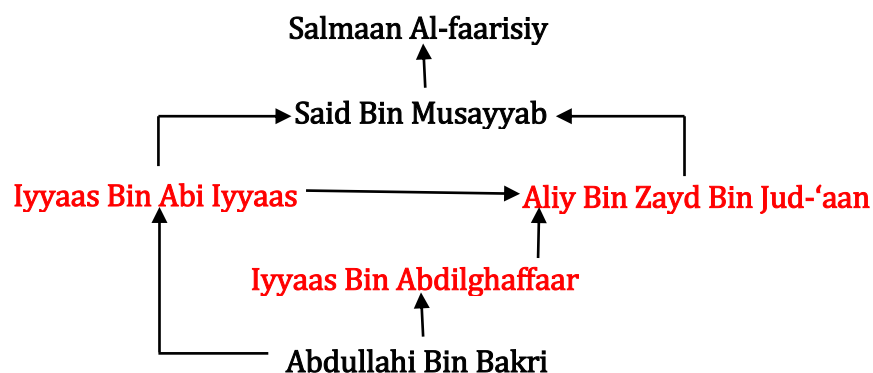 Salmaan Al-faarisiy
Said Bin Musayyab
Iyyaas Bin Abi Iyyaas
Aliy Bin Zayd Bin Jud-‘aan
Iyyaas Bin Abdilghaffaar
Abdullahi Bin Bakri